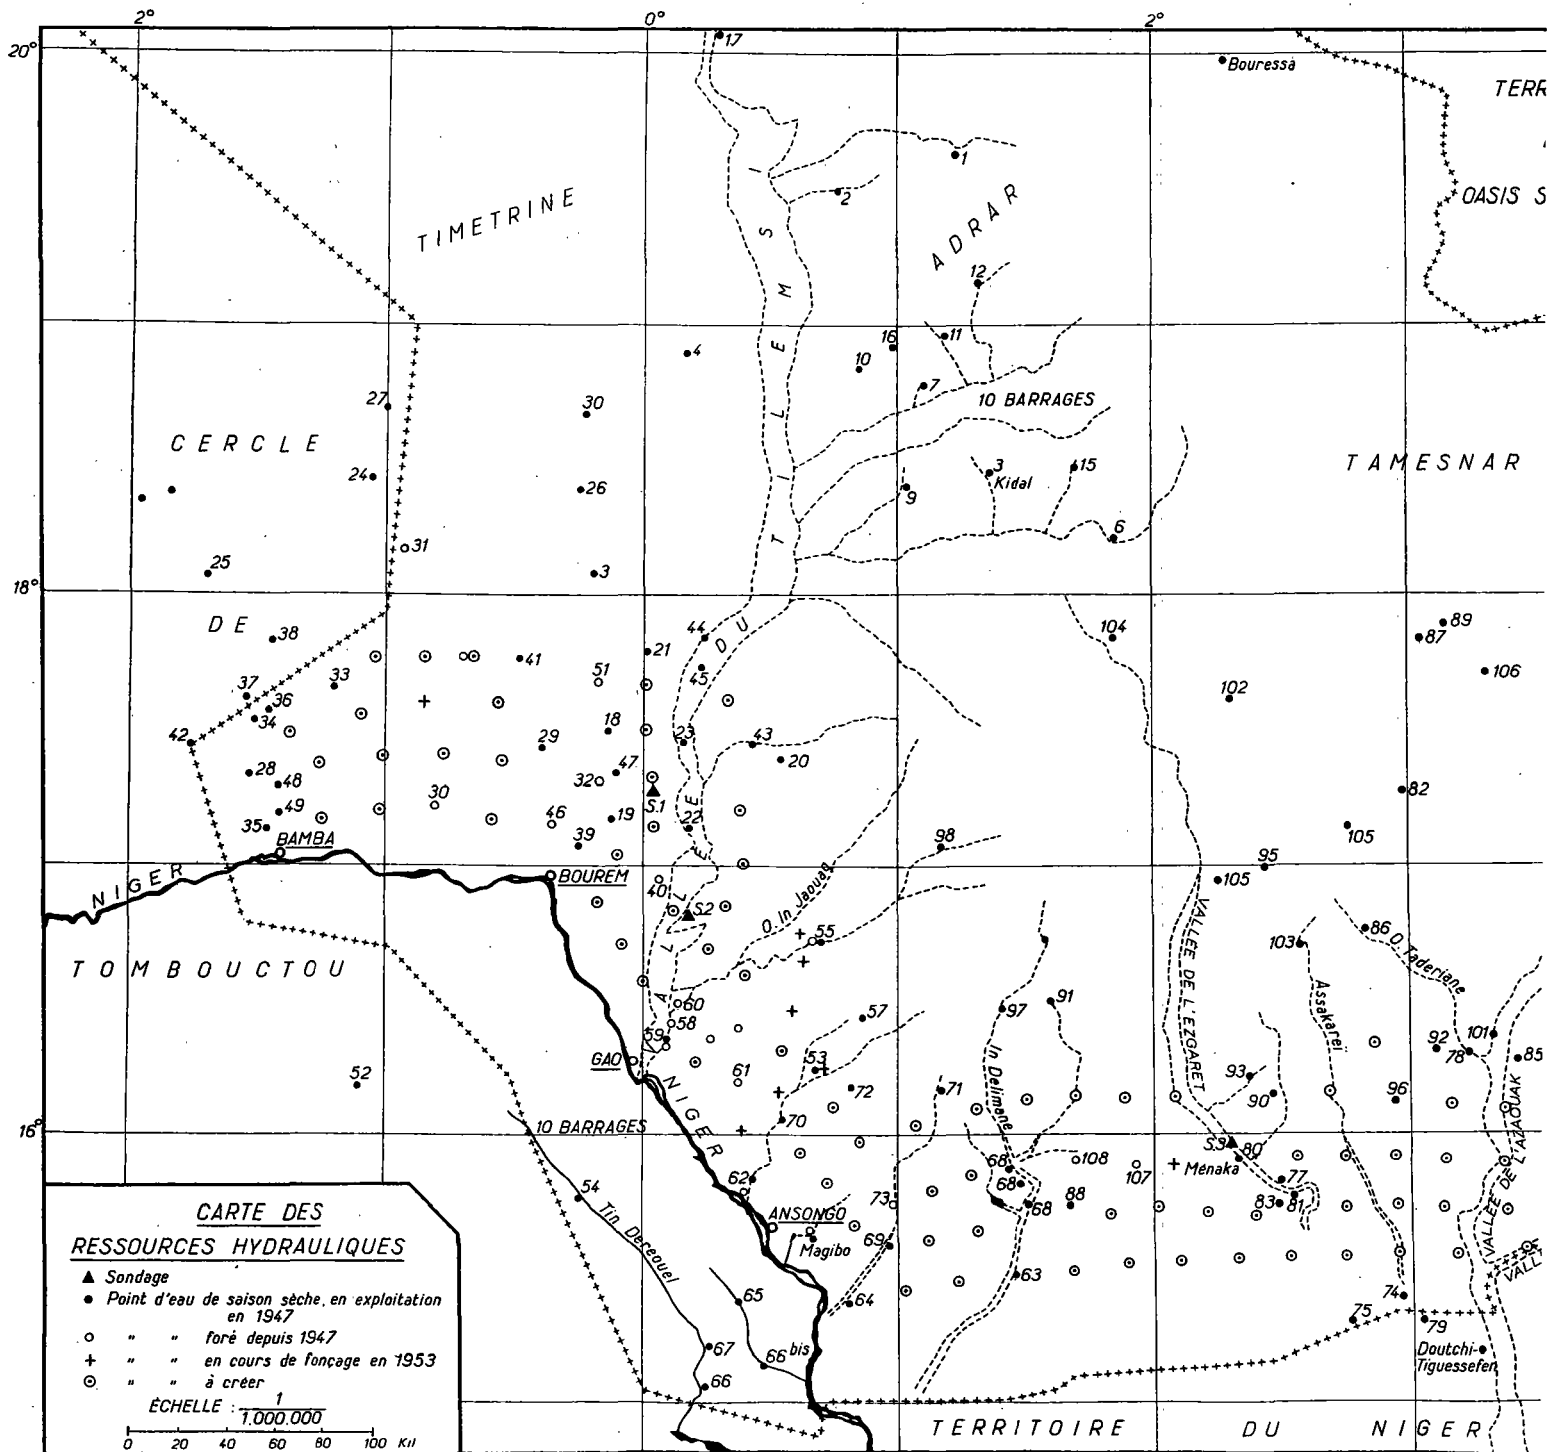 2° 0° 2°
20°
17
Bouressa
TERR
OASIS S
TIMETRINE
ADRAR
1
2
12
16
11
10
7
4
10 BARRAGES
27
30
CERCLE
24
26
31
25
3
3
Kidal
15
9
6
TAMESNAR
VALLEE DU TILEMSI
18°
DE
38
37
36
34
33
41
51
21
44
45
104
87
89
106
102
42
28
48
49
35
BAMBA
29
18
47
32
30
46
39
19
S.1
22
23
43
20
82
105
95
105
98
NIGER
BOUREM
40
S2
O. In Jaouan
55
VALLÉE DE L'EZGARET
103
86
O. Taderiane
Assakarei
TOMBOUCTOU
60
58
59
GAO
57
53
61
72
70
71
97
91
In Delimane
93
90
92
78
101
85
96
52
16°
10 BARRAGES
NIGER
54
Tin Dereouel
62
ANSONGO
Magibo
73
69
64
68
68
68
108
107
88
63
Ménaka
S3
80
77
83
81
74
75
79
Doutchi-
Tiguessefen
VALLÉE DE L'AZAOUAK
VALL
65
67
66 bis
66
TERRITOIRE DU NIGER
CARTE DES
RESSOURCES HYDRAULIQUES
▲ Sondage
● Point d'eau de saison sèche, en exploitation
en 1947
○ " " foré depuis 1947
+ " " en cours de fonçage en 1953
⊙ " " à créer
ÉCHELLE : 1
1.000.000
0 20 40 60 80 100 Kil